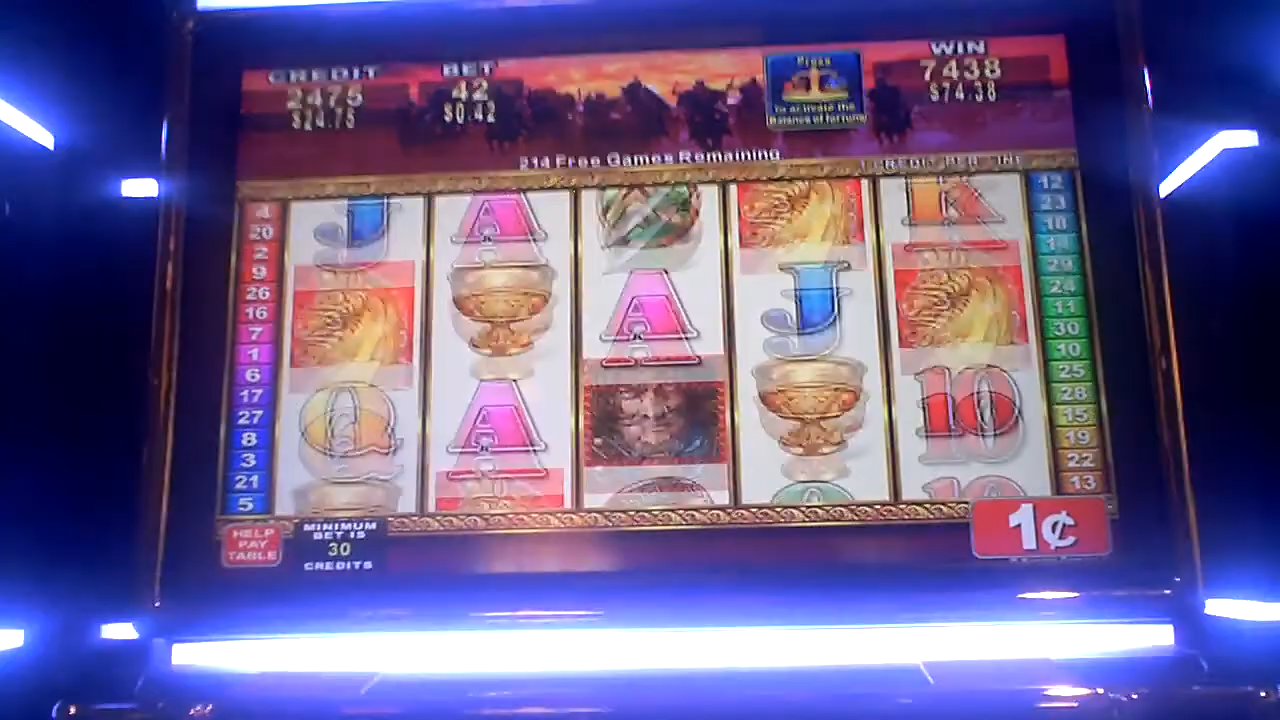 CREDIT
2475
$24.75
BET
42
$0.42
Press
to activate the
Balance of fortune
WIN
7438
$74.38
214 Free Games Remaining
4
20
2
9
26
16
7
1
6
17
27
8
3
21
5
J
Q
A
A
A
J
K
10
10
12
23
18
29
24
11
30
10
25
28
15
19
22
13
HELP
PAY
TABLE
MINIMUM
BET IS
30
CREDITS
1¢